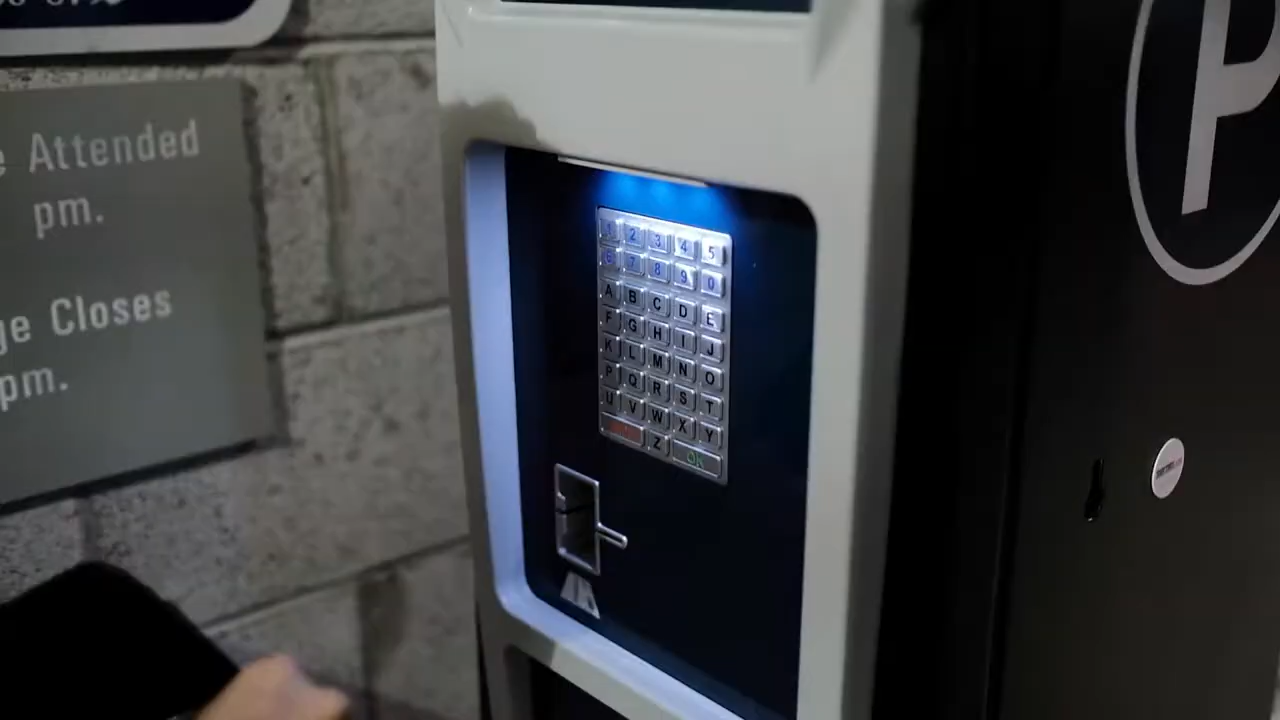 Attended
pm.
ge Closes
pm.
1 2 3 4 5
6 7 8 9 0
A B C D E
F G H I J
K L M N O
P Q R S T
U V W X Y
Z
OK
P